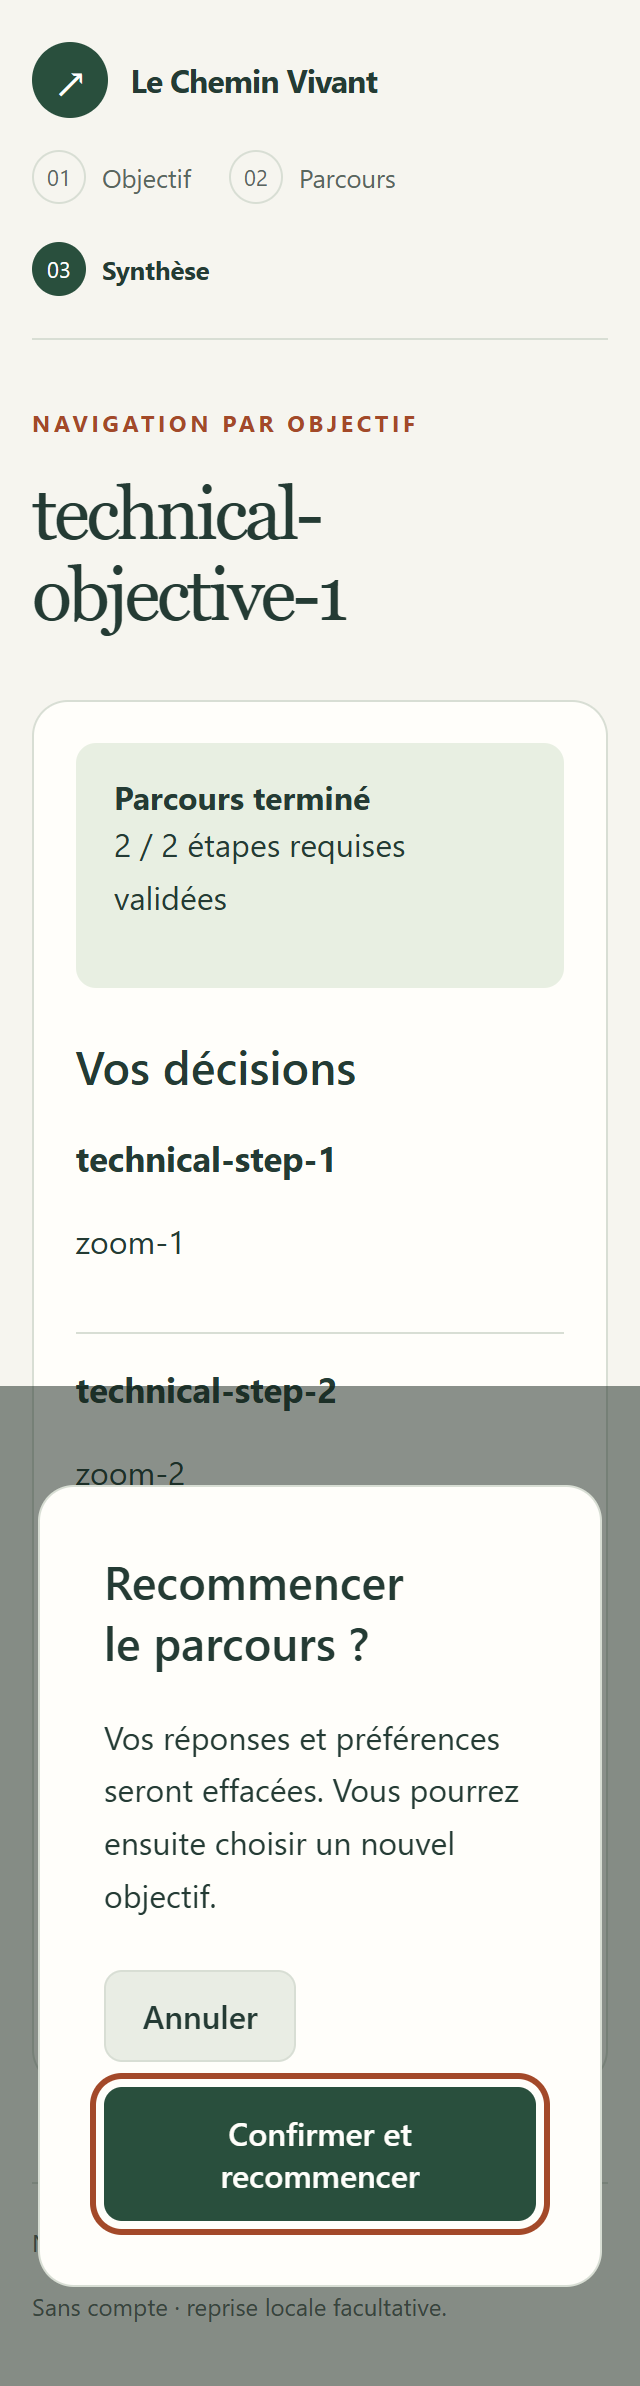 ↗ Le Chemin Vivant
01 Objectif 02 Parcours
03 Synthèse
NAVIGATION PAR OBJECTIF
technical-
objective-1
Parcours terminé
2 / 2 étapes requises
validées
Vos décisions
technical-step-1
zoom-1
technical-step-2
zoom-2
Recommencer
le parcours ?
Vos réponses et préférences
seront effacées. Vous pourrez
ensuite choisir un nouvel
objectif.
Annuler
Confirmer et
recommencer
Sans compte · reprise locale facultative.